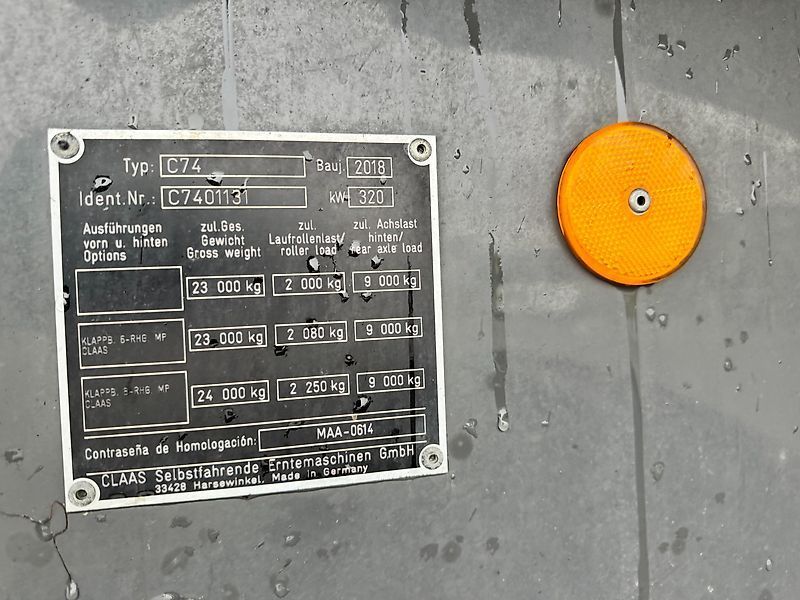 Typ: C74 Bauj. 2018
Ident.Nr.: C7401131 kW 320
Ausführungen vorn u. hinten Options
zul.Ges. Gewicht Gross weight
zul. Laufrollenlast/ roller load
zul. Achslast hinten/ rear axle load
23 000 kg 2 000 kg 9 000 kg
KLAPPB. 6-RHG MP CLAAS 23 000 kg 2 080 kg 9 000 kg
KLAPPB. 8-RHG. MP CLAAS 24 000 kg 2 250 kg 9 000 kg
Contraseña de Homologación: MAA-0614
CLAAS Selbstfahrende Erntemaschinen GmbH
33428 Harsewinkel, Made in Germany